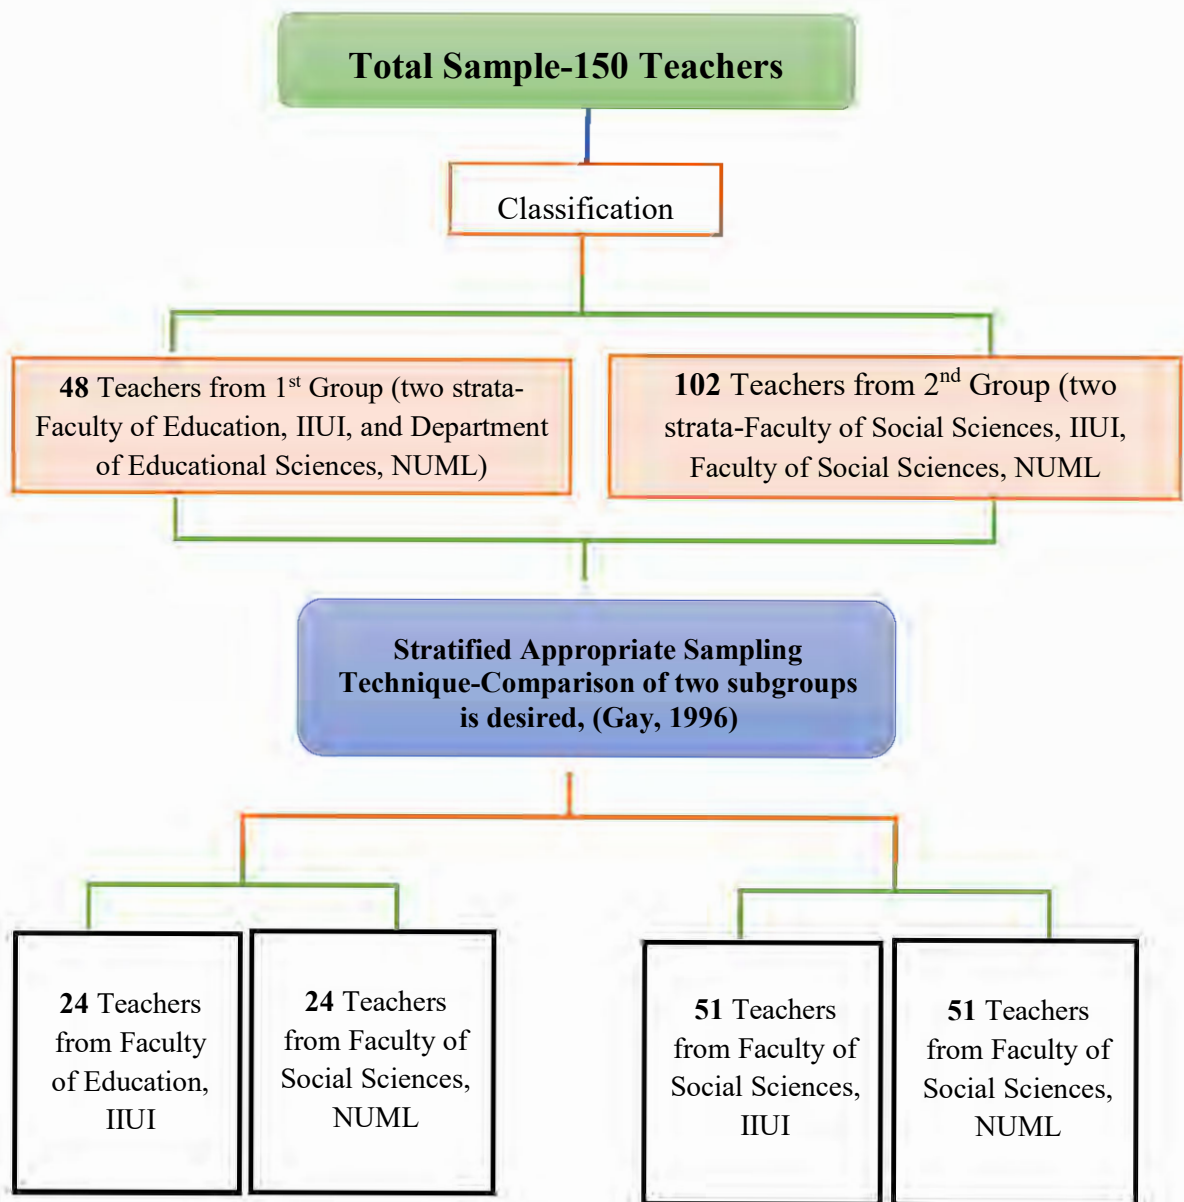 Total Sample-150 Teachers
Classification
48 Teachers from 1st Group (two strata-
Faculty of Education, IIUI, and Department
of Educational Sciences, NUML)
102 Teachers from 2nd Group (two
strata-Faculty of Social Sciences, IIUI,
Faculty of Social Sciences, NUML
Stratified Appropriate Sampling
Technique-Comparison of two subgroups
is desired, (Gay, 1996)
24 Teachers
from Faculty
of Education,
IIUI
24 Teachers
from Faculty of
Social Sciences,
NUML
51 Teachers
from Faculty of
Social Sciences,
IIUI
51 Teachers
from Faculty of
Social Sciences,
NUML